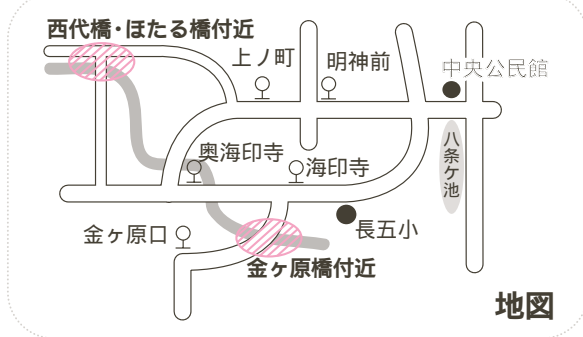 西代橋・ほたる橋付近
上ノ町
明神前
中央公民館
八条ケ池
奥海印寺
海印寺
長五小
金ヶ原口
金ヶ原橋付近
地図